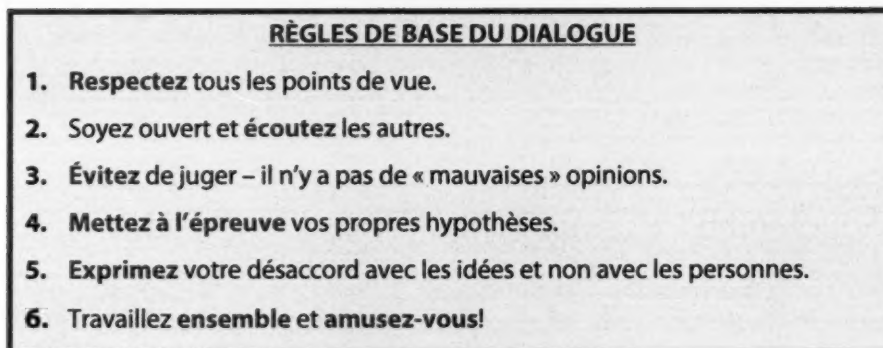 RÈGLES DE BASE DU DIALOGUE
1. Respectez tous les points de vue.
2. Soyez ouvert et écoutez les autres.
3. Évitez de juger – il n'y a pas de « mauvaises » opinions.
4. Mettez à l'épreuve vos propres hypothèses.
5. Exprimez votre désaccord avec les idées et non avec les personnes.
6. Travaillez ensemble et amusez-vous!